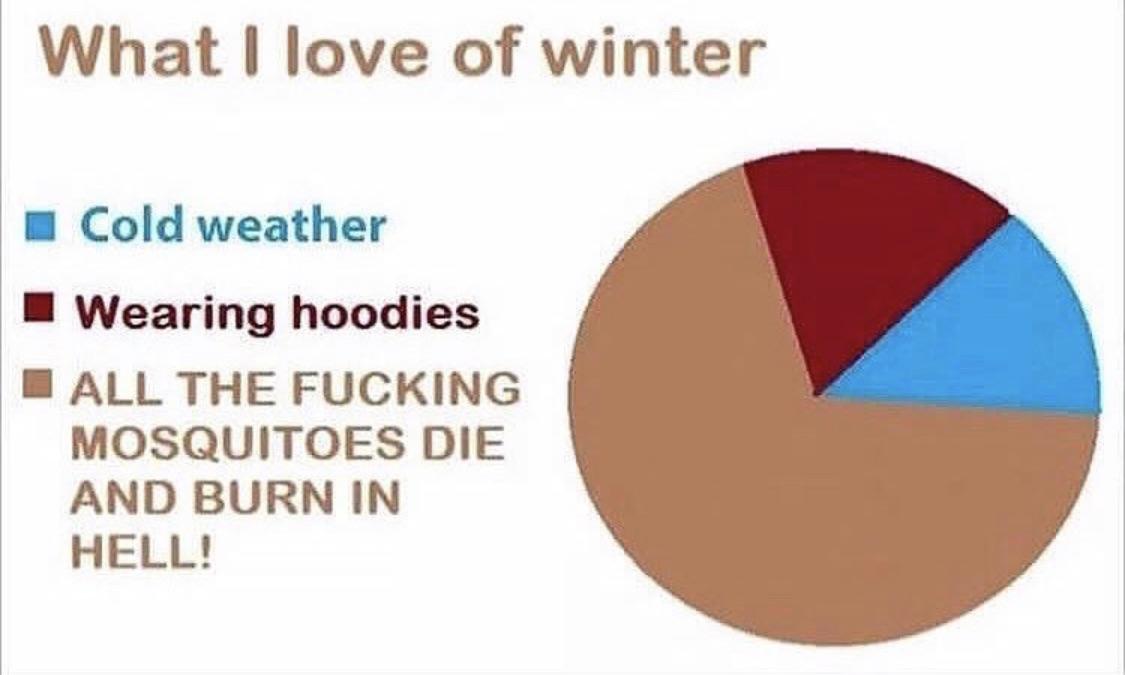 What I love of winter
Cold weather
Wearing hoodies
ALL THE FUCKING
MOSQUITOES DIE
AND BURN IN
HELL!